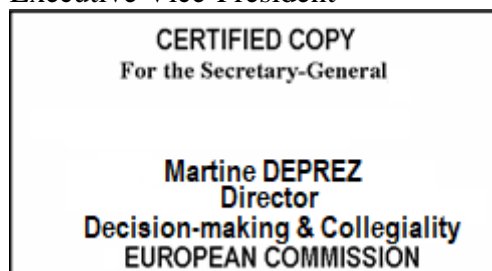 Executive Vice-President
CERTIFIED COPY
For the Secretary-General
Martine DEPREZ
Director
Decision-making & Collegiality
EUROPEAN COMMISSION